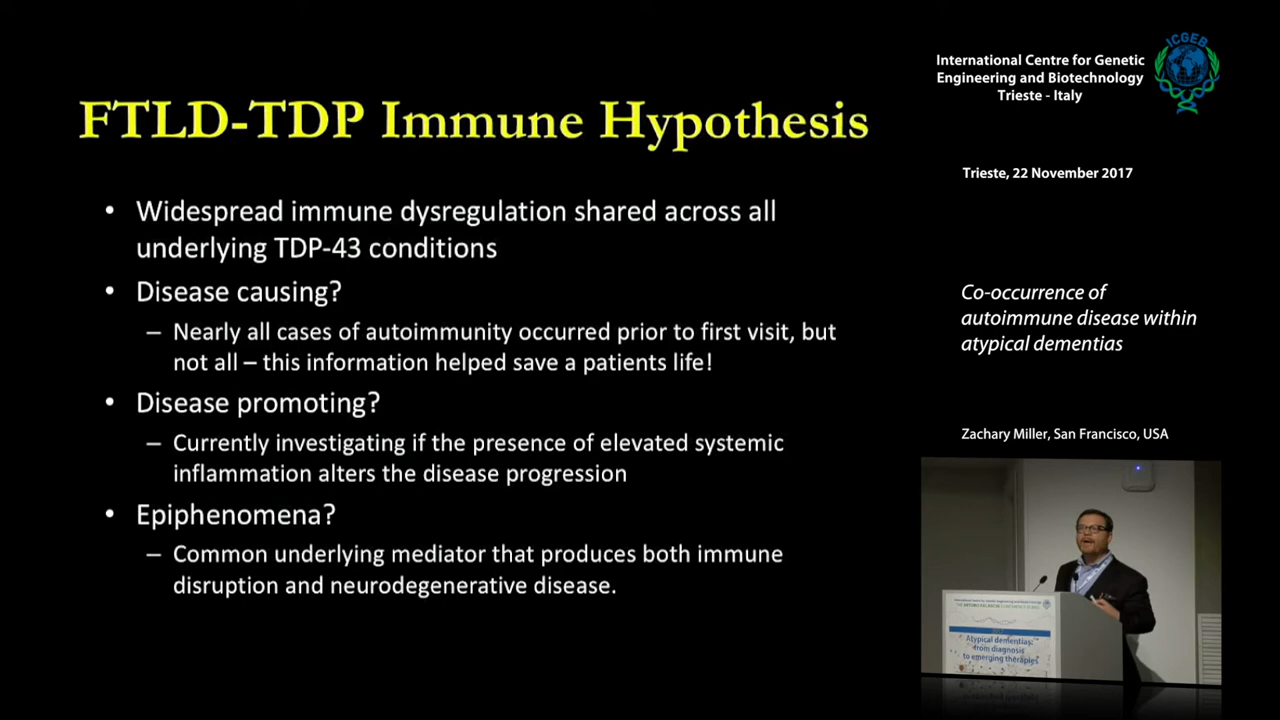 FTLD-TDP Immune Hypothesis
• Widespread immune dysregulation shared across all
underlying TDP-43 conditions
• Disease causing?
– Nearly all cases of autoimmunity occurred prior to first visit, but
not all – this information helped save a patients life!
• Disease promoting?
– Currently investigating if the presence of elevated systemic
inflammation alters the disease progression
• Epiphenomena?
– Common underlying mediator that produces both immune
disruption and neurodegenerative disease.
International Centre for Genetic
Engineering and Biotechnology
Trieste - Italy
ICGEB
Trieste, 22 November 2017
Co-occurrence of
autoimmune disease within
atypical dementias
Zachary Miller, San Francisco, USA
Atypical dementias:
from diagnosis
to emerging therapies